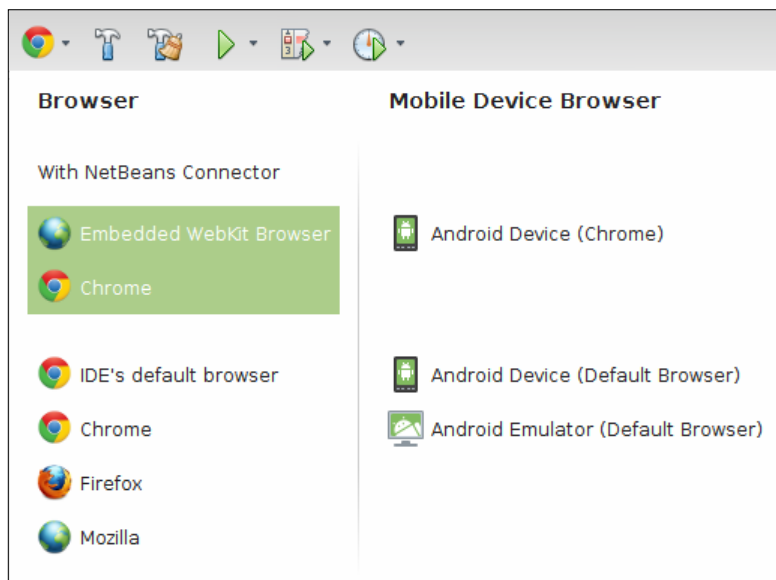 Browser
With NetBeans Connector
Embedded WebKit Browser
Chrome
IDE's default browser
Chrome
Firefox
Mozilla
Mobile Device Browser
Android Device (Chrome)
Android Device (Default Browser)
Android Emulator (Default Browser)